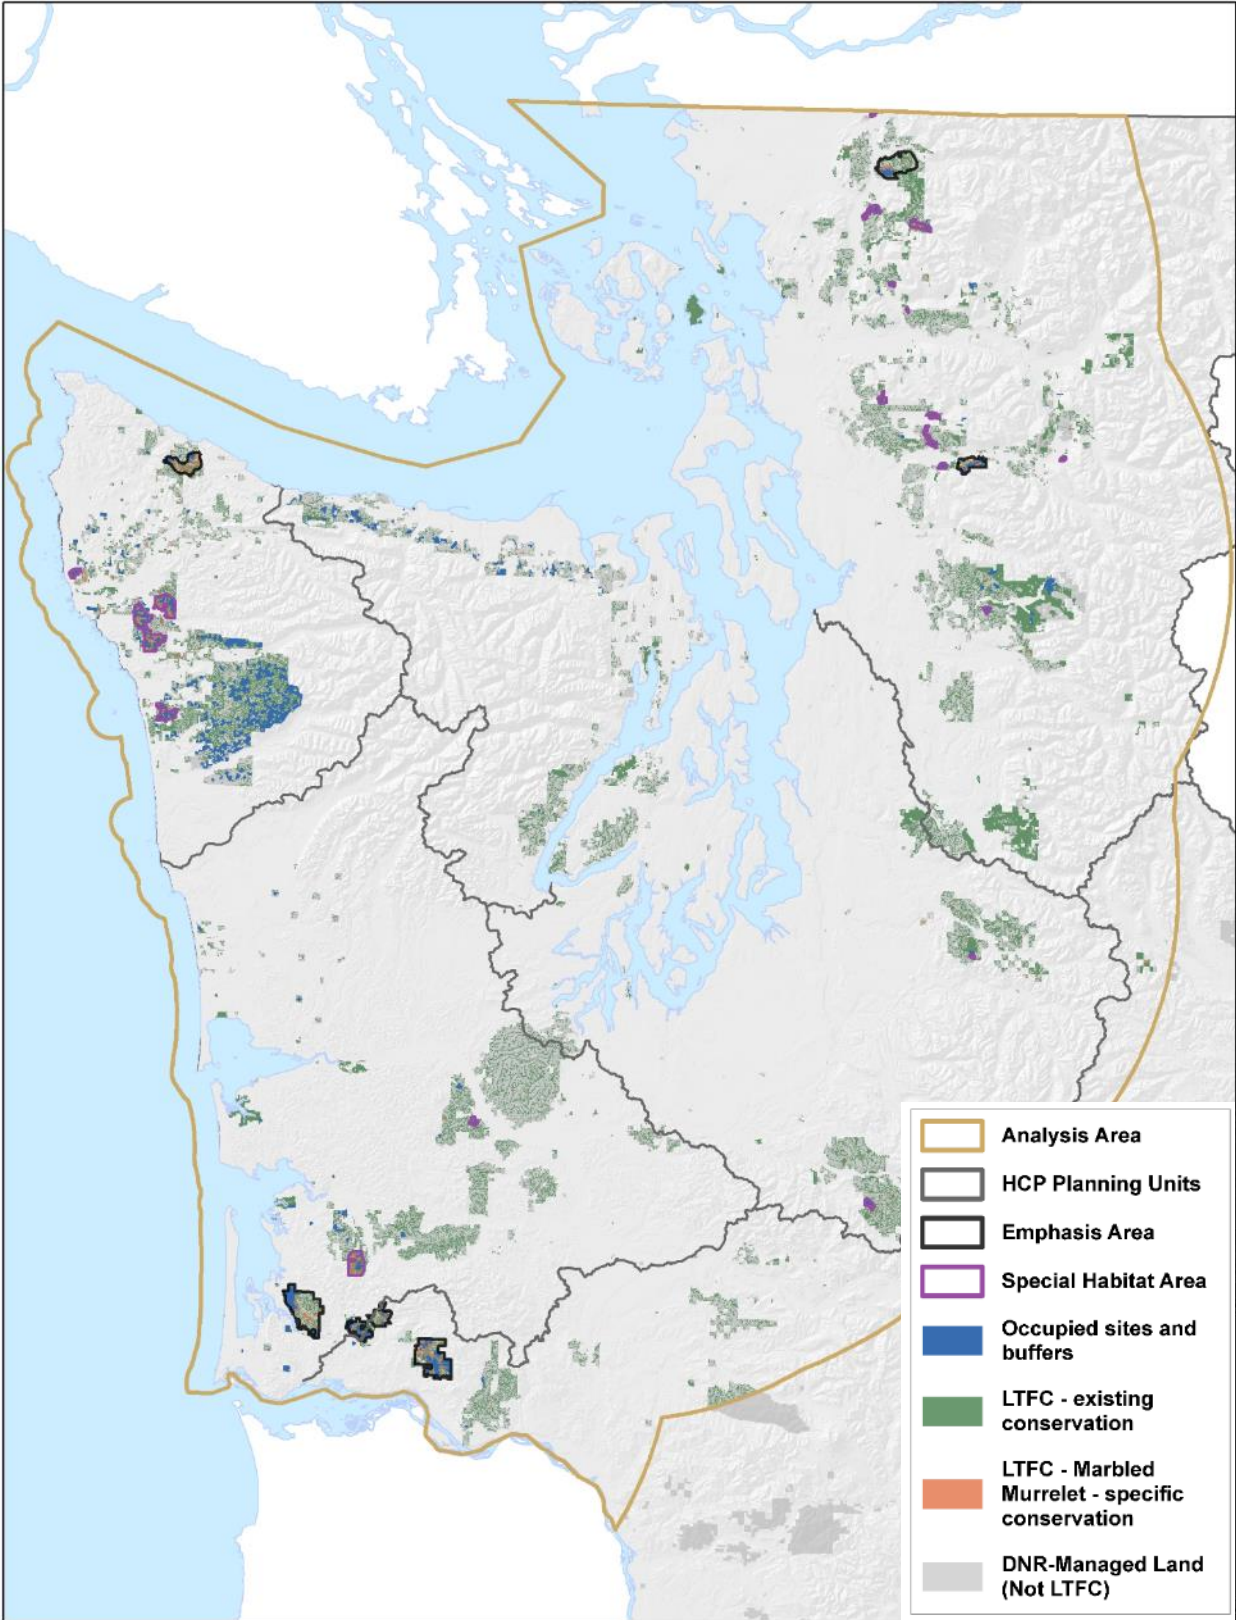 Analysis Area
HCP Planning Units
Emphasis Area
Special Habitat Area
Occupied sites and
buffers
LTFC - existing
conservation
LTFC - Marbled
Murrelet - specific
conservation
DNR-Managed Land
(Not LTFC)